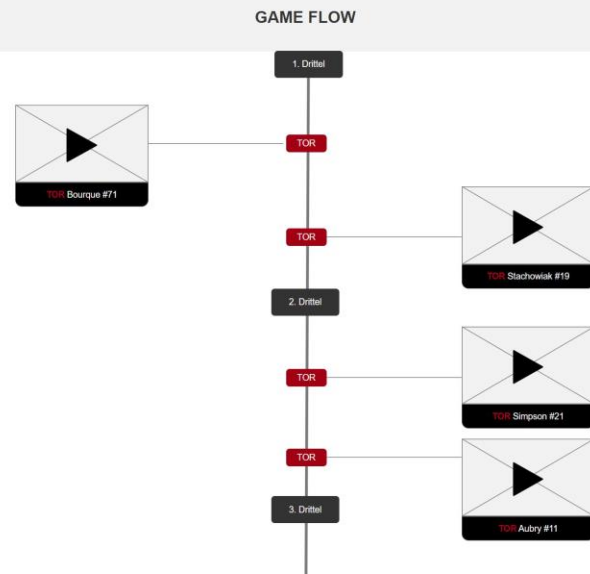 GAME FLOW
1. Drittel
TOR
TOR Bourque #71
TOR
TOR Stachowiak #19
2. Drittel
TOR
TOR Simpson #21
TOR
3. Drittel
TOR Aubry #11